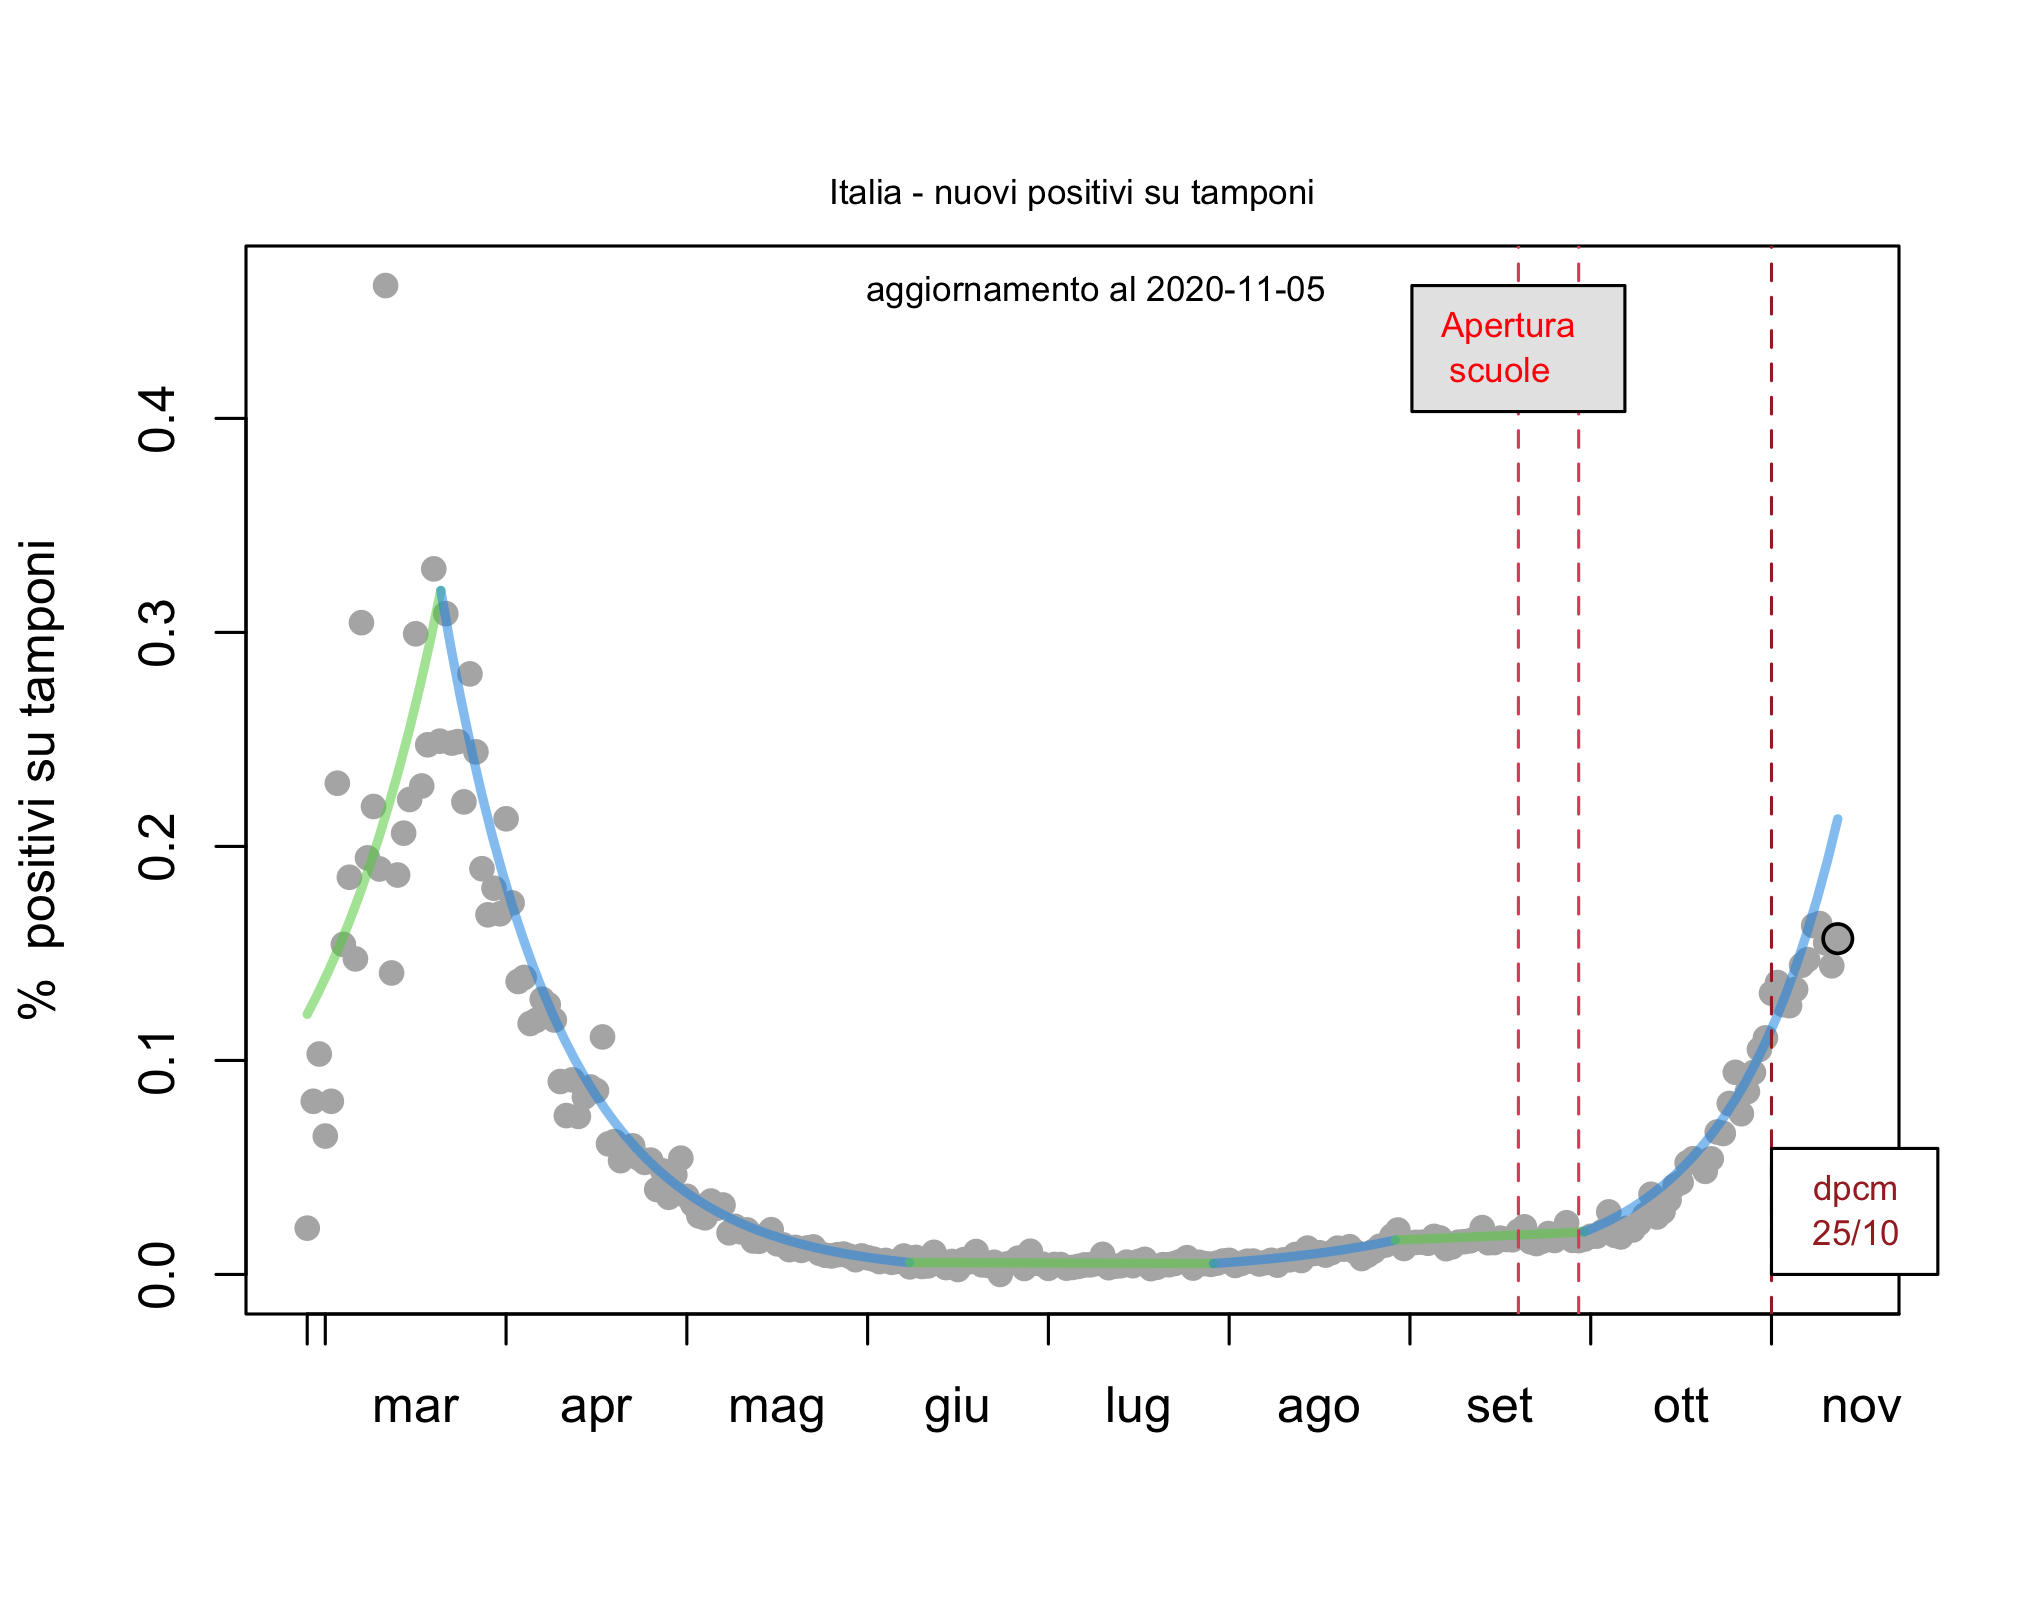 Italia - nuovi positivi su tamponi
aggiornamento al 2020-11-05
Apertura
scuole
% positivi su tamponi
0.4
0.3
0.2
0.1
0.0
dpcm
25/10
mar apr mag giu lug ago set ott nov